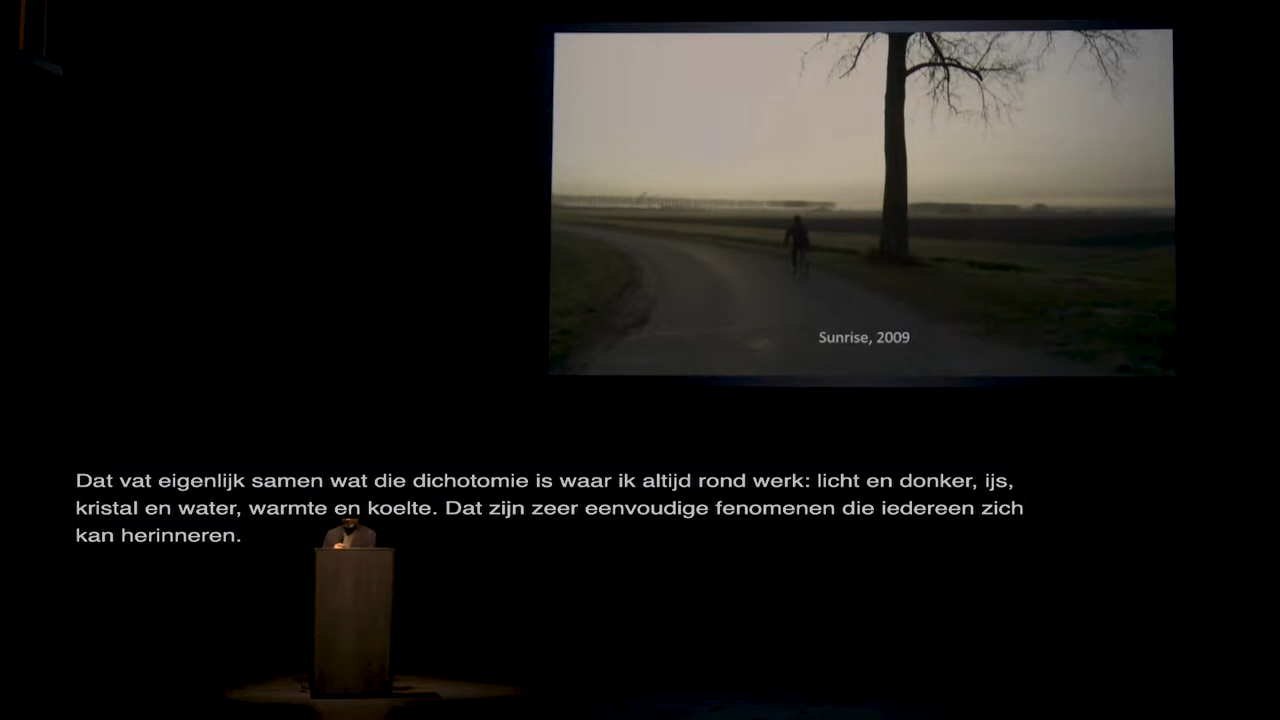 Sunrise, 2009
Dat vat eigenlijk samen wat die dichotomie is waar ik altijd rond werk: licht en donker, ijs,
kristal en water, warmte en koelte. Dat zijn zeer eenvoudige fenomenen die iedereen zich
kan herinneren.